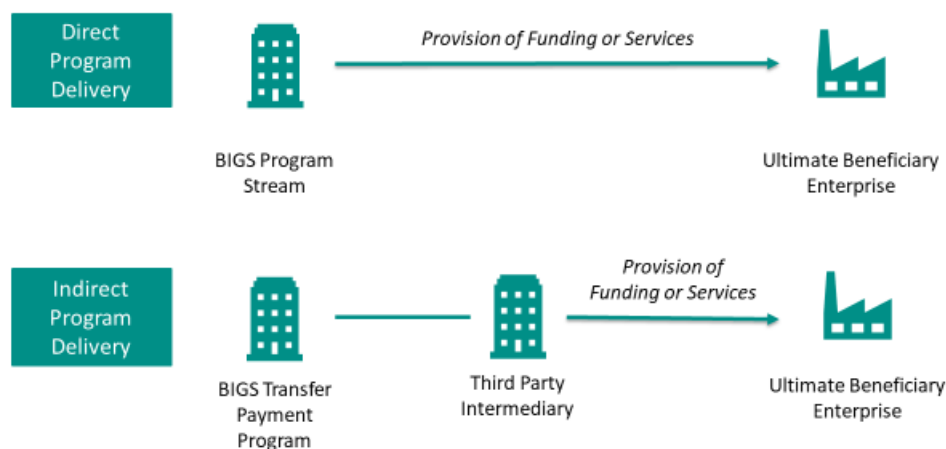 Direct
Program
Delivery
Provision of Funding or Services
BIGS Program
Stream
Ultimate Beneficiary
Enterprise
Indirect
Program
Delivery
Provision of
Funding or Services
BIGS Transfer
Payment
Program
Third Party
Intermediary
Ultimate Beneficiary
Enterprise